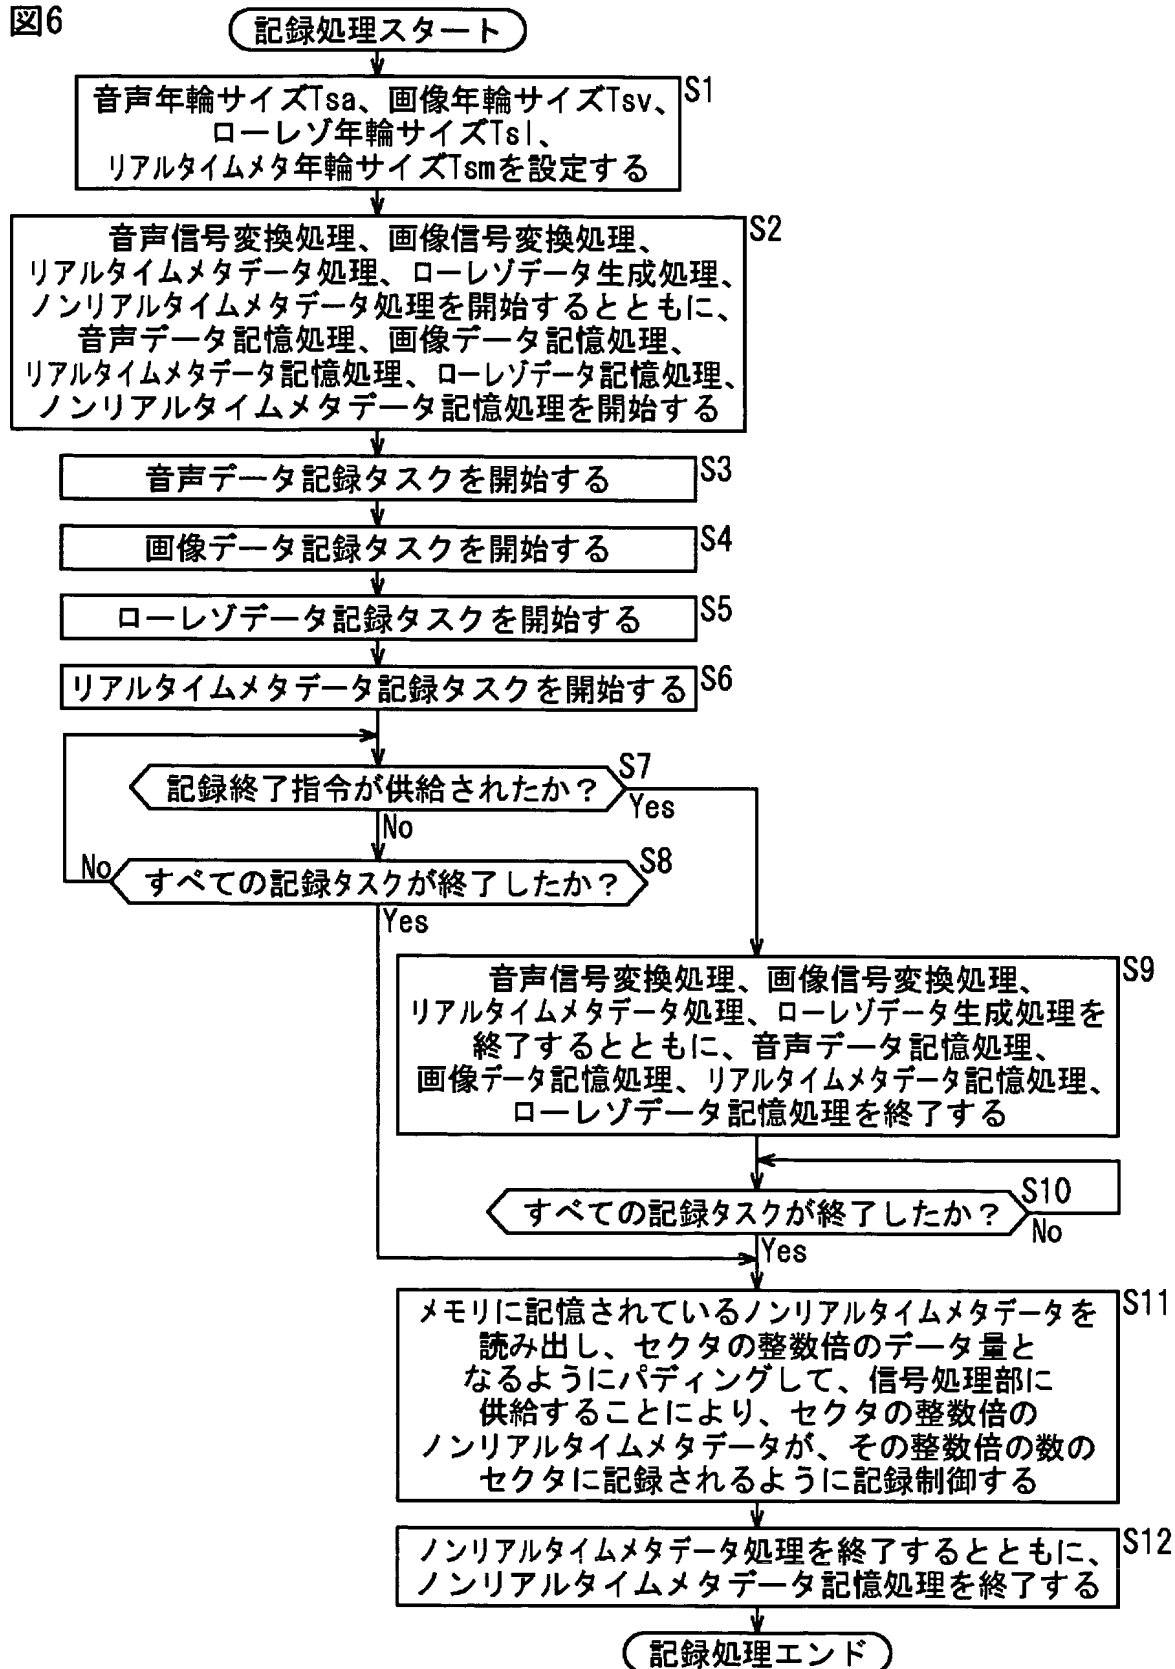 図6
記録処理スタート
S1
音声年輪サイズTsa、画像年輪サイズTsv、
ローレゾ年輪サイズTsl、
リアルタイムメタ年輪サイズTsmを設定する
S2
音声信号変換処理、画像信号変換処理、
リアルタイムメタデータ処理、ローレゾデータ生成処理、
ノンリアルタイムメタデータ処理を開始するとともに、
音声データ記憶処理、画像データ記憶処理、
リアルタイムメタデータ記憶処理、ローレゾデータ記憶処理、
ノンリアルタイムメタデータ記憶処理を開始する
S3
音声データ記録タスクを開始する
S4
画像データ記録タスクを開始する
S5
ローレゾデータ記録タスクを開始する
S6
リアルタイムメタデータ記録タスクを開始する
S7
記録終了指令が供給されたか？
Yes
No
S8
No
すべての記録タスクが終了したか？
Yes
S9
音声信号変換処理、画像信号変換処理、
リアルタイムメタデータ処理、ローレゾデータ生成処理を
終了するとともに、音声データ記憶処理、
画像データ記憶処理、リアルタイムメタデータ記憶処理、
ローレゾデータ記憶処理を終了する
S10
すべての記録タスクが終了したか？
No
Yes
S11
メモリに記憶されているノンリアルタイムメタデータを
読み出し、セクタの整数倍のデータ量と
なるようにパディングして、信号処理部に
供給することにより、セクタの整数倍の
ノンリアルタイムメタデータが、その整数倍の数の
セクタに記録されるように記録制御する
S12
ノンリアルタイムメタデータ処理を終了するとともに、
ノンリアルタイムメタデータ記憶処理を終了する
記録処理エンド